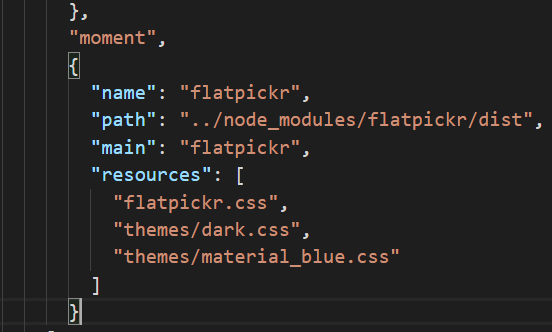 },
"moment",
{
"name": "flatpickr",
"path": "../node_modules/flatpickr/dist",
"main": "flatpickr",
"resources": [
"flatpickr.css",
"themes/dark.css",
"themes/material_blue.css"
]
}